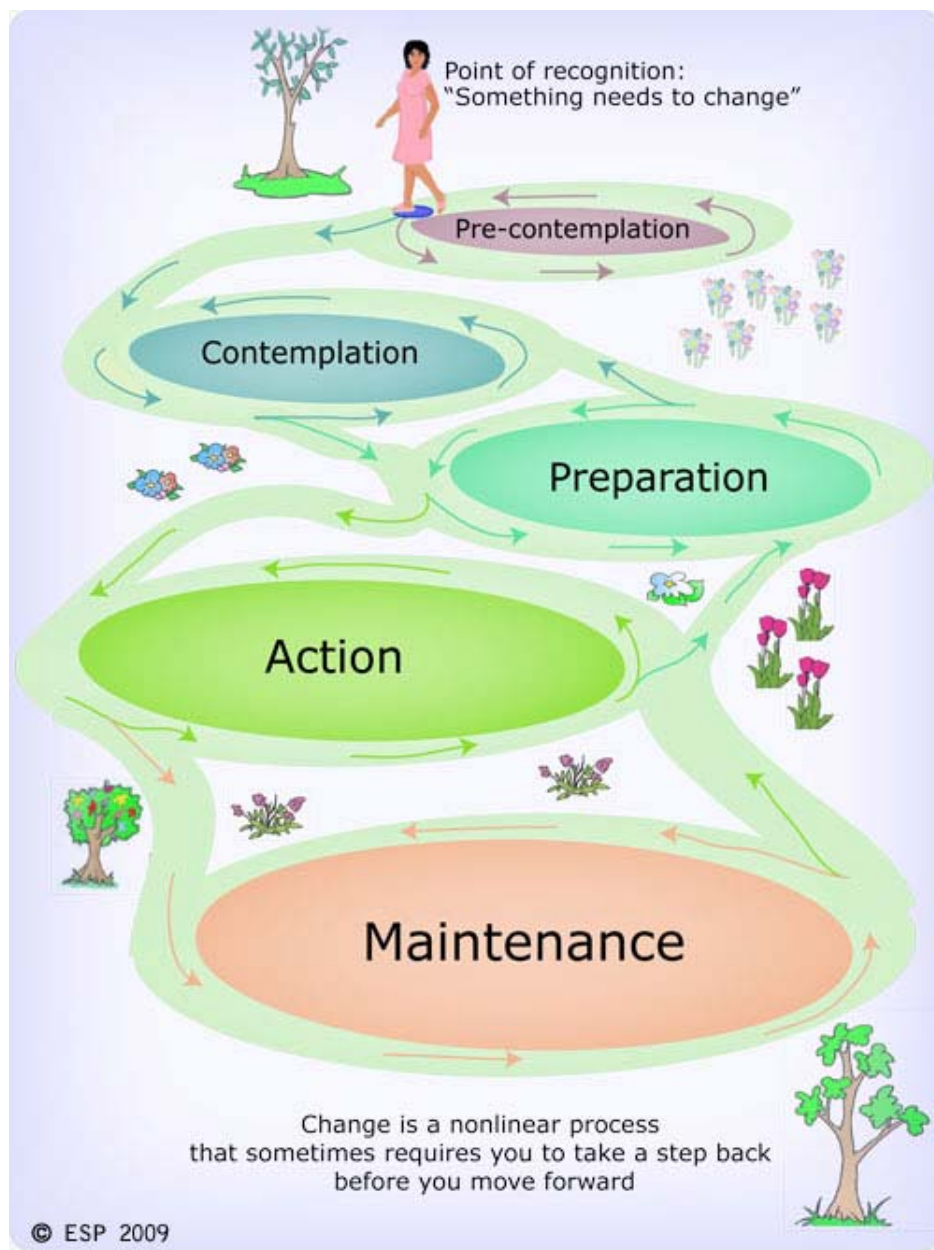 Point of recognition:
“Something needs to change”
Pre-contemplation
Contemplation
Preparation
Action
Maintenance
Change is a nonlinear process
that sometimes requires you to take a step back
before you move forward
© ESP 2009